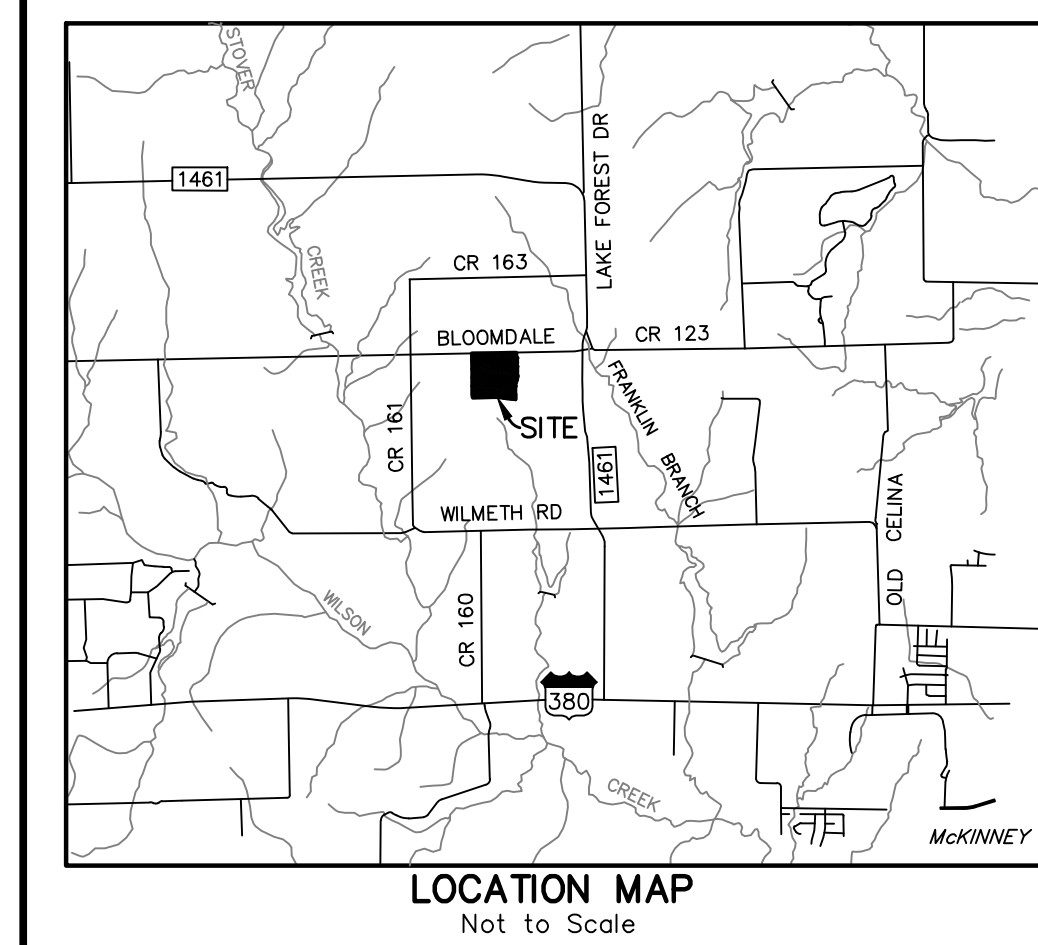 STOVER
1461
LAKE FOREST DR
CREEK
CR 163
BLOOMDALE
CR 123
FRANKLIN
SITE
CR 161
1461
BRANCH
WILMETH RD
OLD CELINA
WILSON
CR 160
380
CREEK
McKINNEY
LOCATION MAP
Not to Scale